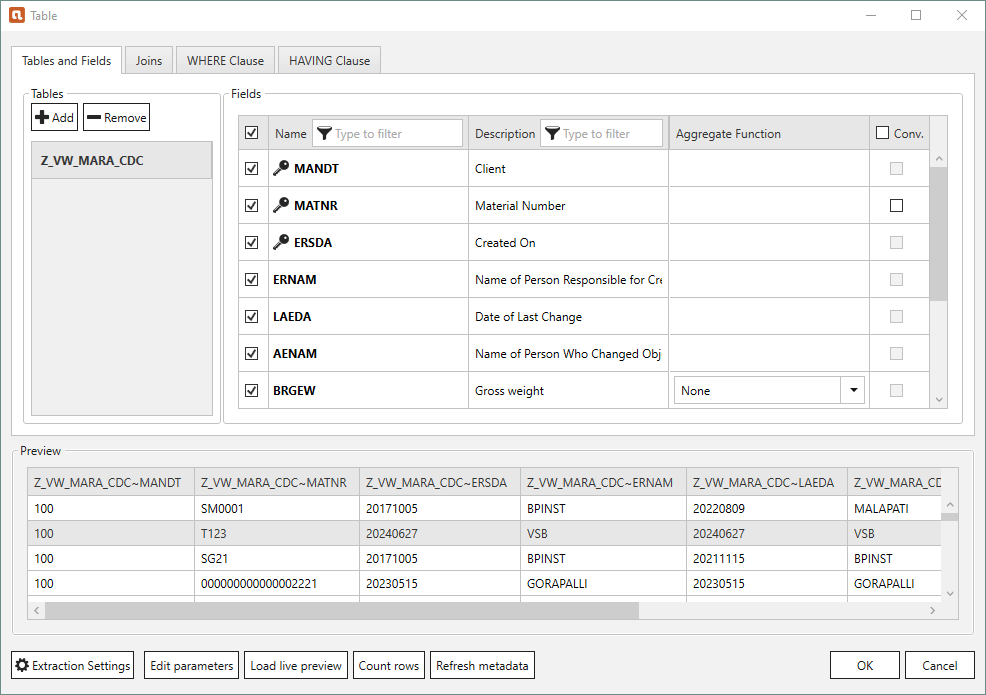 Table
Tables and Fields
Joins
WHERE Clause
HAVING Clause
Tables
Add
Remove
Z_VW_MARA_CDC
Fields
Name Type to filter Description Type to filter Aggregate Function Conv.
MANDT Client
MATNR Material Number
ERSDA Created On
ERNAM Name of Person Responsible for Cre
LAEDA Date of Last Change
AENAM Name of Person Who Changed Obj
BRGEW Gross weight None
Preview
Z_VW_MARA_CDC~MANDT Z_VW_MARA_CDC~MATNR Z_VW_MARA_CDC~ERSDA Z_VW_MARA_CDC~ERNAM Z_VW_MARA_CDC~LAEDA Z_VW_MARA_CD
100 SM0001 20171005 BPINST 20220809 MALAPATI
100 T123 20240627 VSB 20240627 VSB
100 SG21 20171005 BPINST 20211115 BPINST
100 000000000000002221 20230515 GORAPALLI 20230515 GORAPALLI
Extraction Settings
Edit parameters
Load live preview
Count rows
Refresh metadata
OK
Cancel